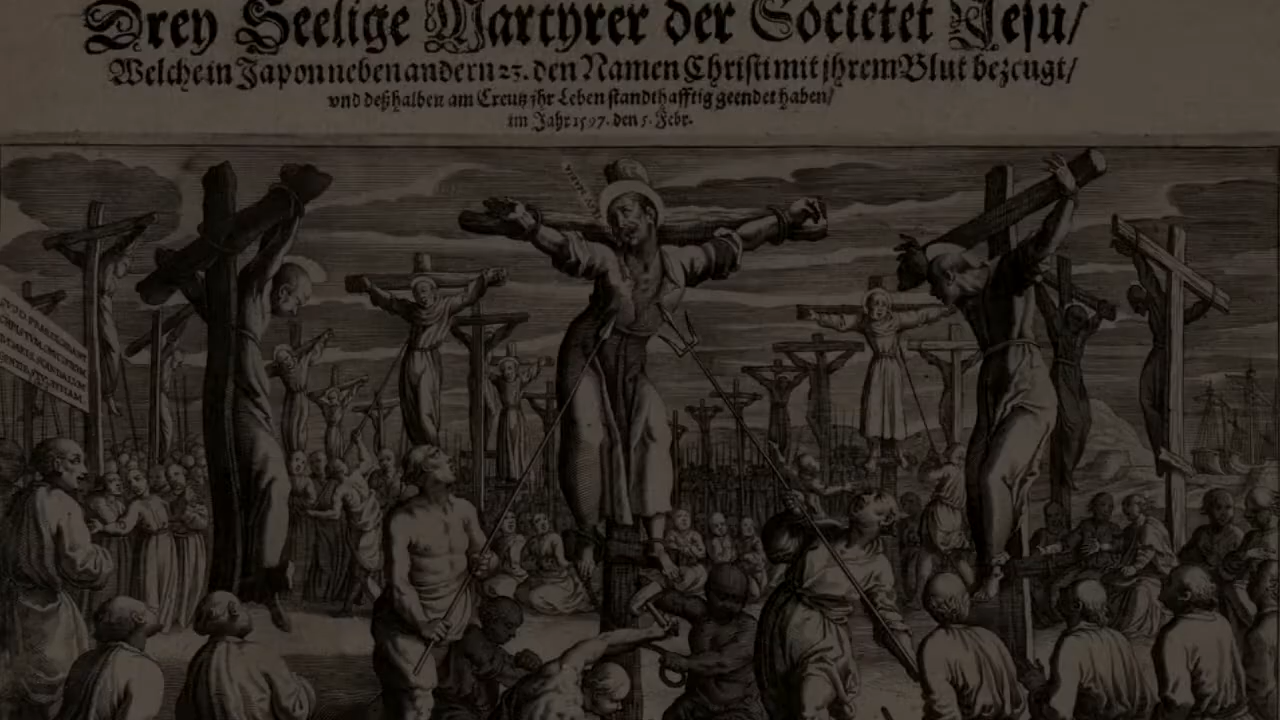 Drey Seelige Martyrer der Societet Jesu/
Welche in Japon neben andern 23. den Namen Christi mit jhrem Blut bezeugt/
vnd deßhalben am Creutz jhr Leben standthafftig geendet haben/
im Jahr 1597. den 5. Febr.